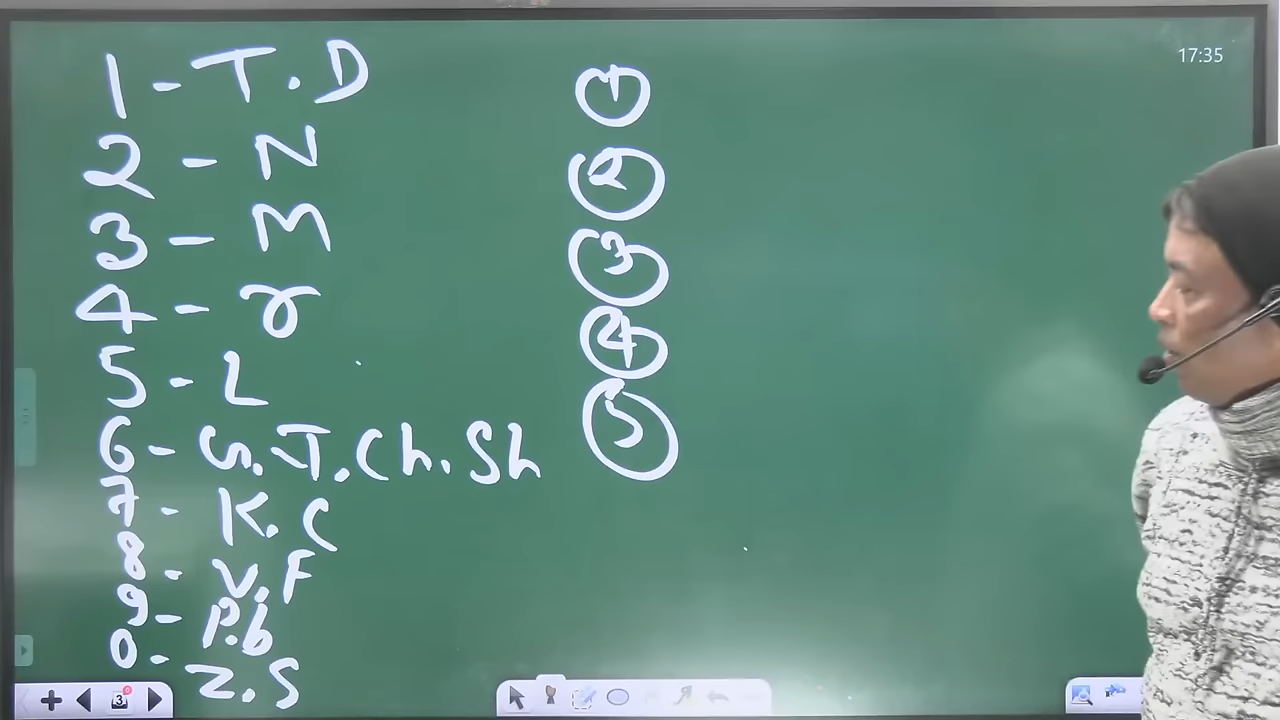 1 - T. D
2 - N
3 - M
4 - r
5 - L
6 - G. J. Ch. Sh
7 - K. C
8 - V. F
9 - P. b
0 - Z. S
1
2
3
4
5
17:35
3